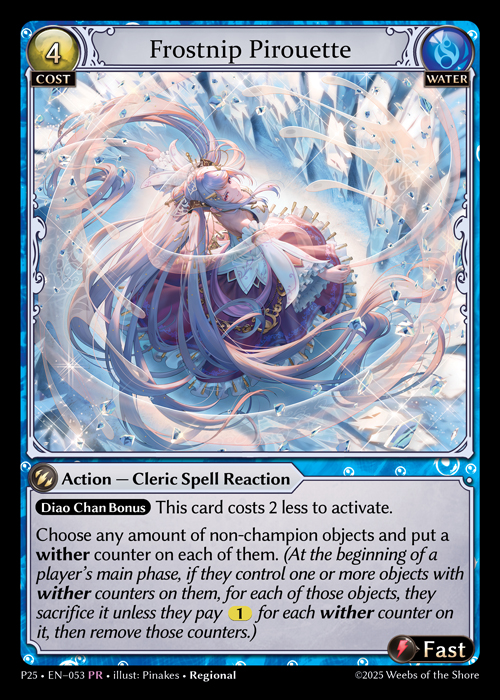 4
COST
Frostnip Pirouette
WATER
Action — Cleric Spell Reaction
Diao Chan Bonus This card costs 2 less to activate.
Choose any amount of non-champion objects and put a
wither counter on each of them. (At the beginning of a
player's main phase, if they control one or more objects with
wither counters on them, for each of those objects, they
sacrifice it unless they pay 1 for each wither counter on
it, then remove those counters.)
Fast
P25 • EN–053 PR • illust: Pinakes • Regional
©2025 Weebs of the Shore